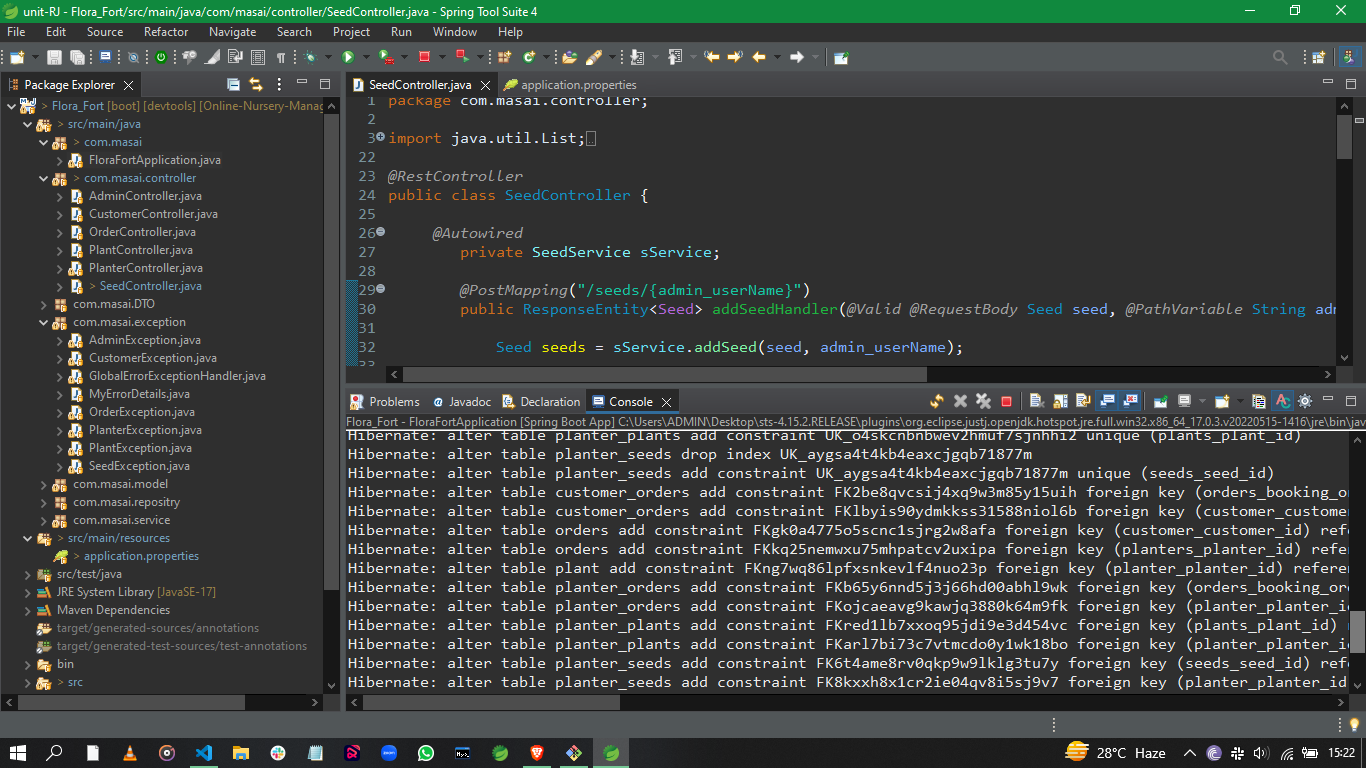 unit-RJ - Flora_Fort/src/main/java/com/masai/controller/SeedController.java - Spring Tool Suite 4
File Edit Source Refactor Navigate Search Project Run Window Help
Package Explorer
SeedController.java application.properties
> Flora_Fort [boot] [devtools] [Online-Nursery-Manag
> src/main/java
> com.masai
FloraFortApplication.java
> com.masai.controller
AdminController.java
CustomerController.java
OrderController.java
PlantController.java
PlanterController.java
> SeedController.java
com.masai.DTO
com.masai.exception
AdminException.java
CustomerException.java
GlobalErrorExceptionHandler.java
MyErrorDetails.java
OrderException.java
PlanterException.java
PlantException.java
SeedException.java
com.masai.model
com.masai.repositry
com.masai.service
> src/main/resources
> application.properties
src/test/java
JRE System Library [JavaSE-17]
Maven Dependencies
target/generated-sources/annotations
target/generated-test-sources/test-annotations
bin
> src
1 package com.masai.controller;
2
3 import java.util.List;
22
23 @RestController
24 public class SeedController {
25
26 @Autowired
27 private SeedService sService;
28
29 @PostMapping("/seeds/{admin_userName}")
30 public ResponseEntity<Seed> addSeedHandler(@Valid @RequestBody Seed seed, @PathVariable String adm
31
32 Seed seeds = sService.addSeed(seed, admin_userName);
33
Problems Javadoc Declaration Console
Flora_Fort - FloraFortApplication [Spring Boot App] C:\Users\ADMIN\Desktop\sts-4.15.2.RELEASE\plugins\org.eclipse.justj.openjdk.hotspot.jre.full.win32.x86_64_17.0.3.v20220515-1416\jre\bin\jav
Hibernate: alter table planter_plants add constraint UK_o4skcnbnbwev2hmuf7sjnhhi2 unique (plants_plant_id)
Hibernate: alter table planter_seeds drop index UK_aygsa4t4kb4eaxcjgqb71877m
Hibernate: alter table planter_seeds add constraint UK_aygsa4t4kb4eaxcjgqb71877m unique (seeds_seed_id)
Hibernate: alter table customer_orders add constraint FK2be8qvcsij4xq9w3m85y15uih foreign key (orders_booking_or
Hibernate: alter table customer_orders add constraint FKlbyis90ydmkkss31588niol6b foreign key (customer_custome
Hibernate: alter table orders add constraint FKgk0a4775o5scnc1sjrg2w8afa foreign key (customer_customer_id) refe
Hibernate: alter table orders add constraint FKkq25nemwxu75mhpatcv2uxipa foreign key (planters_planter_id) refer
Hibernate: alter table plant add constraint FKng7wq86lpfxsnkevlf4nuo23p foreign key (planter_planter_id) referen
Hibernate: alter table planter_orders add constraint FKb65y6nnd5j3j66hd00abhl9wk foreign key (orders_booking_or
Hibernate: alter table planter_orders add constraint FKojcaeavg9kawjq3880k64m9fk foreign key (planter_planter_i
Hibernate: alter table planter_plants add constraint FKred1lb7xxoq95jdi9e3d454vc foreign key (plants_plant_id)
Hibernate: alter table planter_plants add constraint FKarl7bi73c7vtmcdo0y1wk18bo foreign key (planter_planter_i
Hibernate: alter table planter_seeds add constraint FK6t4ame8rv0qkp9w9lklg3tu7y foreign key (seeds_seed_id) refe
Hibernate: alter table planter_seeds add constraint FK8kxxh8x1cr2ie04qv8i5sj9v7 foreign key (planter_planter_id
28°C Haze
15:22